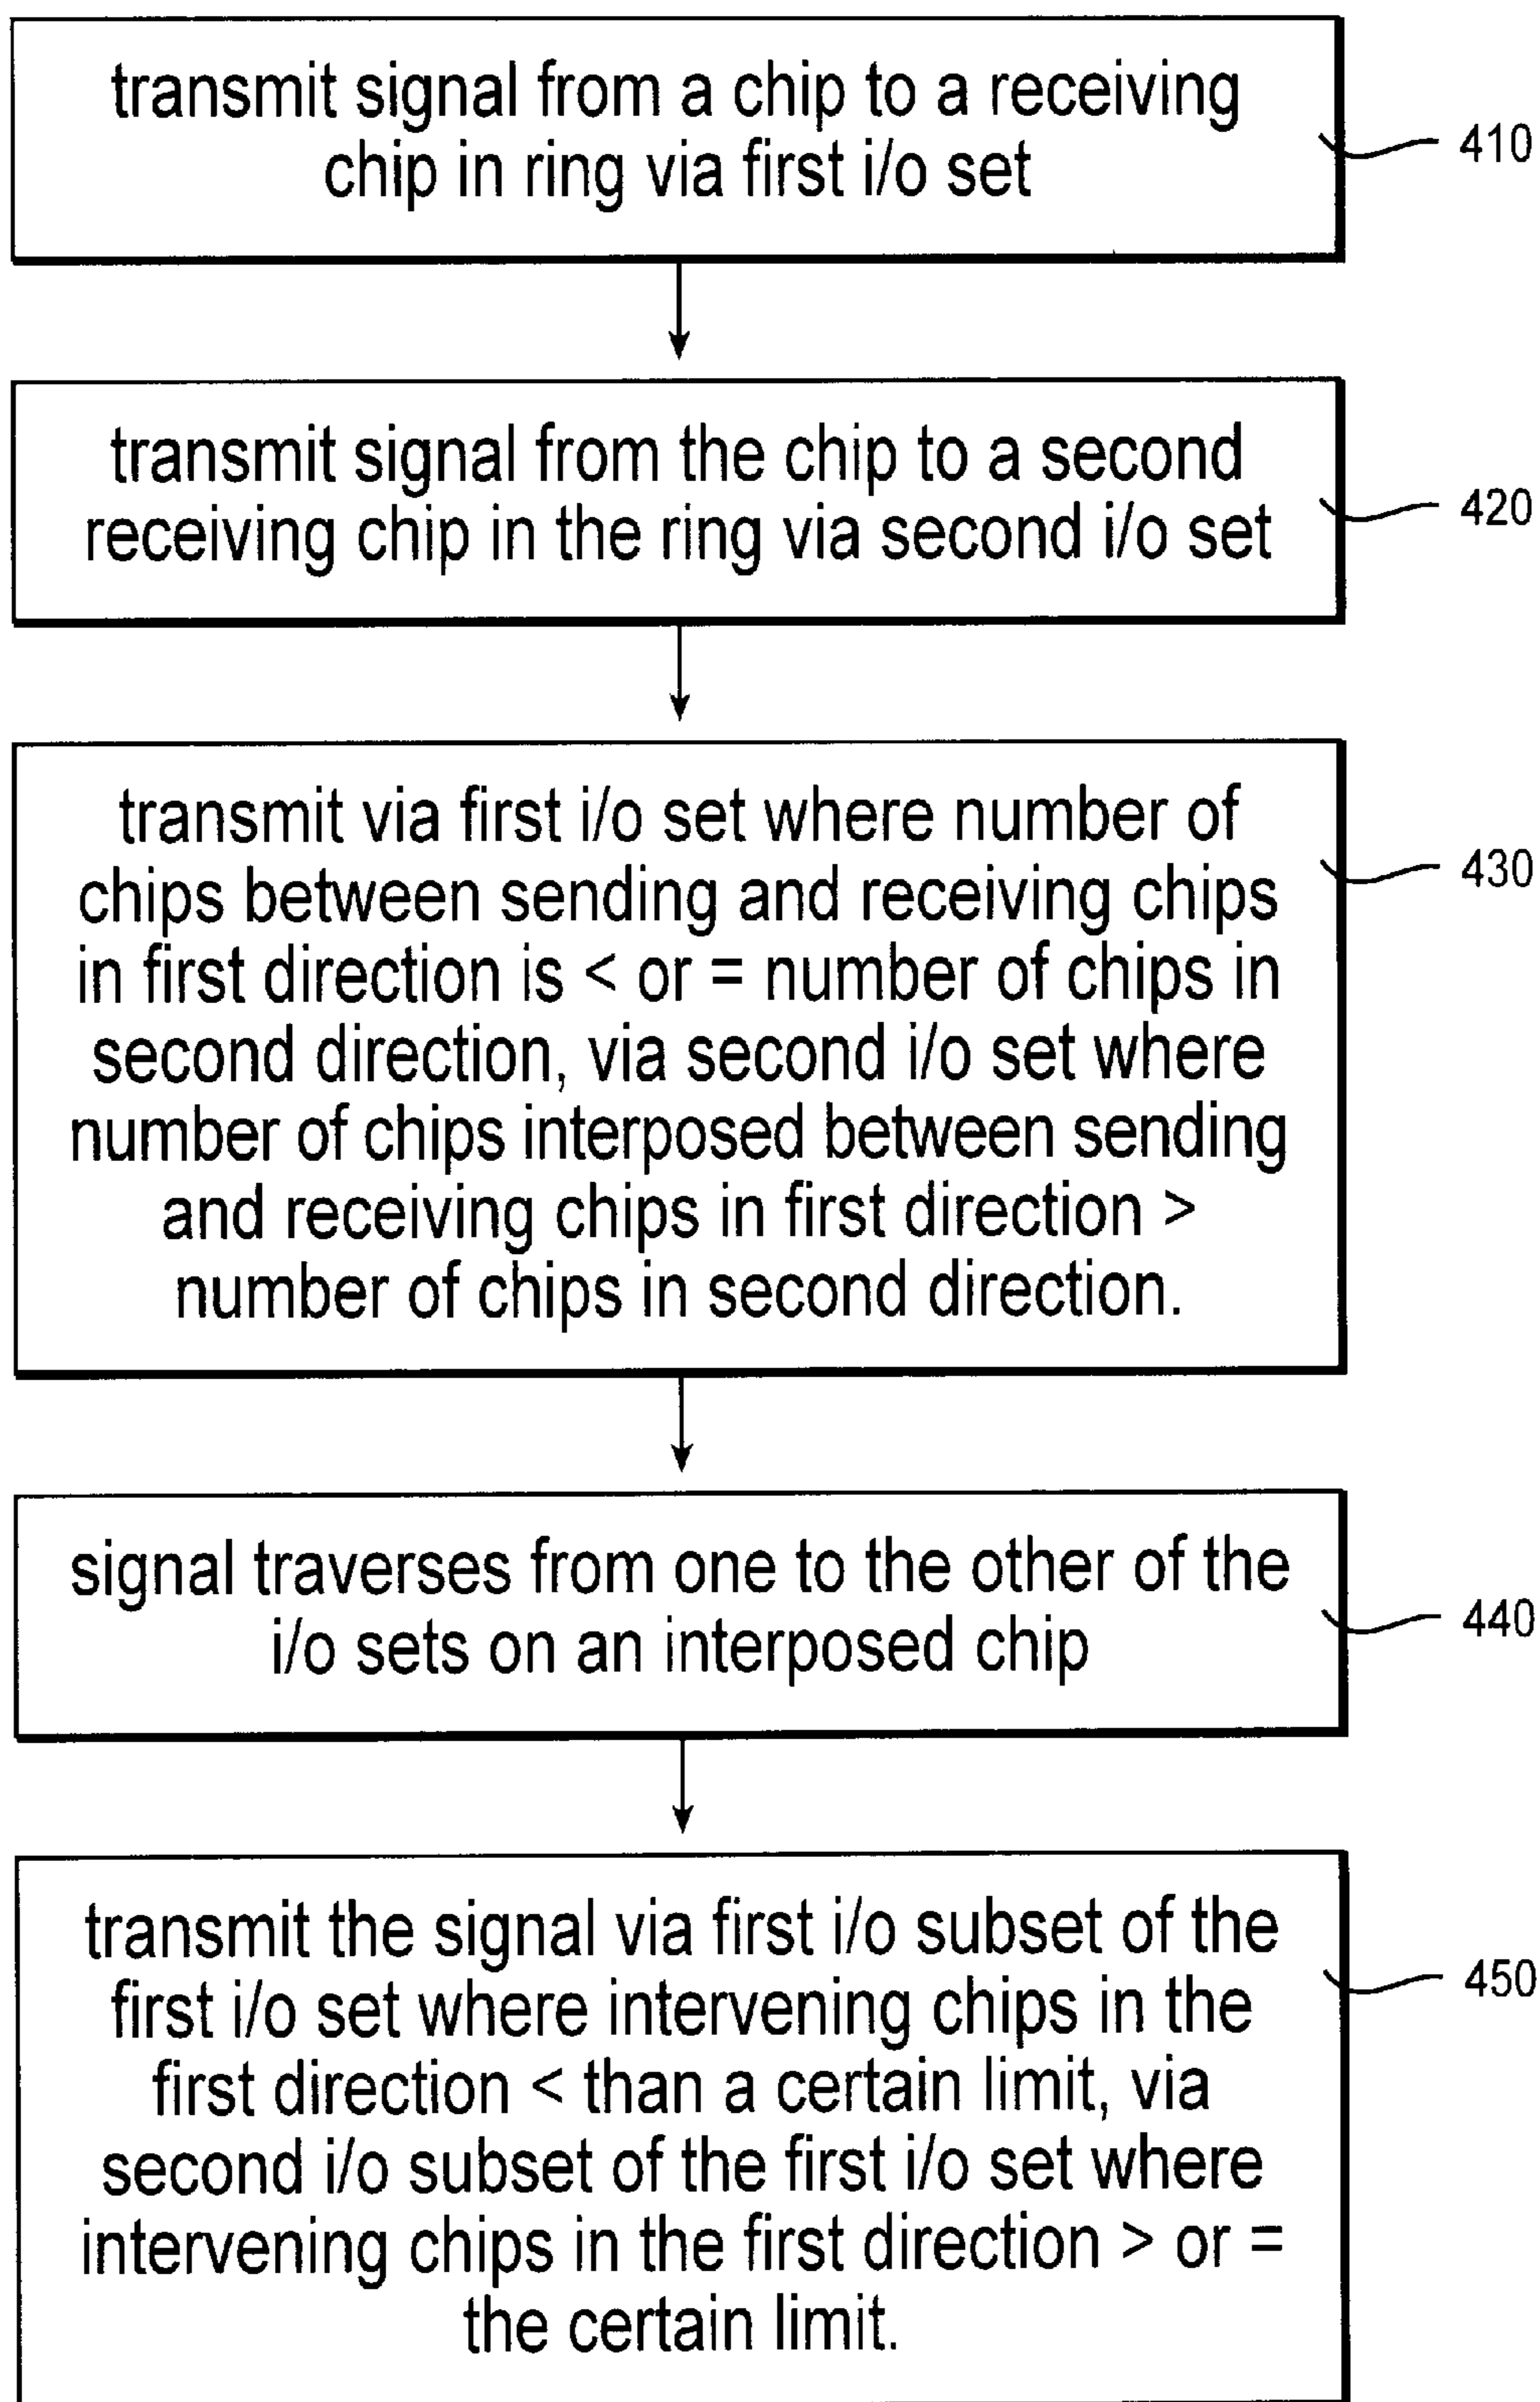 transmit signal from a chip to a receiving
chip in ring via first i/o set
410
transmit signal from the chip to a second
receiving chip in the ring via second i/o set
420
transmit via first i/o set where number of
chips between sending and receiving chips
in first direction is < or = number of chips in
second direction, via second i/o set where
number of chips interposed between sending
and receiving chips in first direction >
number of chips in second direction.
430
signal traverses from one to the other of the
i/o sets on an interposed chip
440
transmit the signal via first i/o subset of the
first i/o set where intervening chips in the
first direction < than a certain limit, via
second i/o subset of the first i/o set where
intervening chips in the first direction > or =
the certain limit.
450